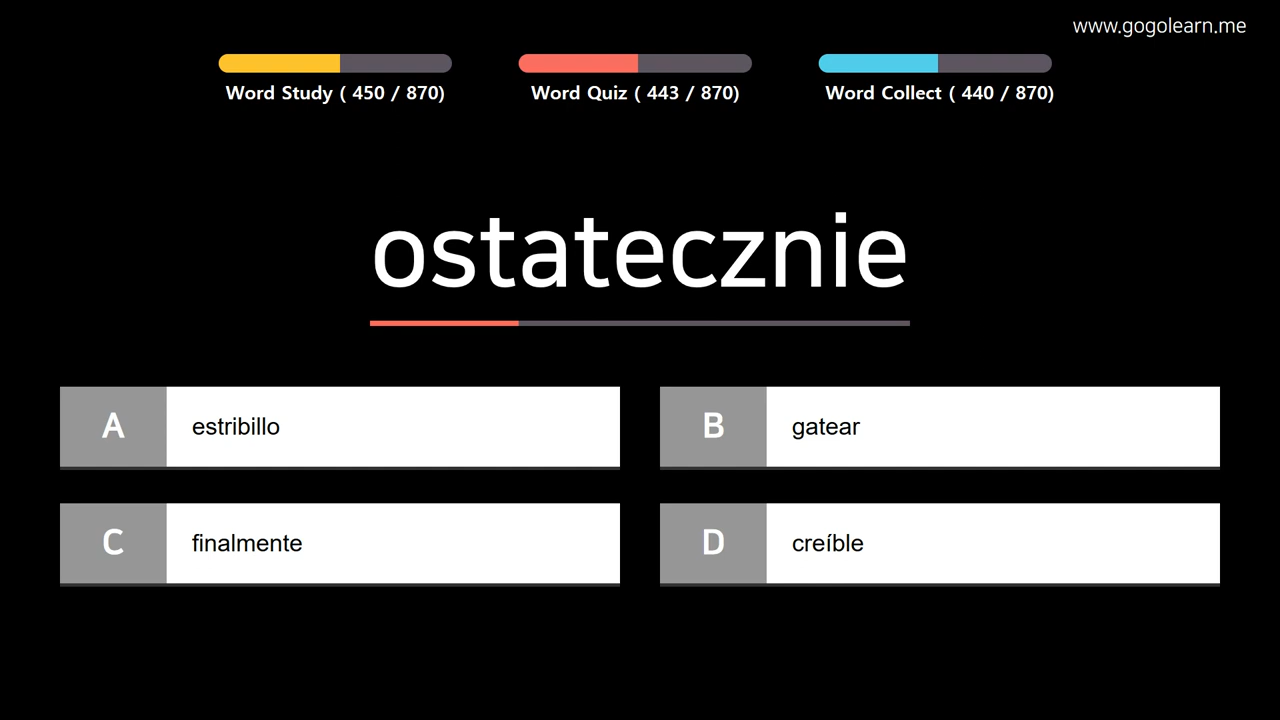 www.gogolearn.me
Word Study ( 450 / 870)
Word Quiz ( 443 / 870)
Word Collect ( 440 / 870)
ostatecznie
A estribillo
B gatear
C finalmente
D creíble